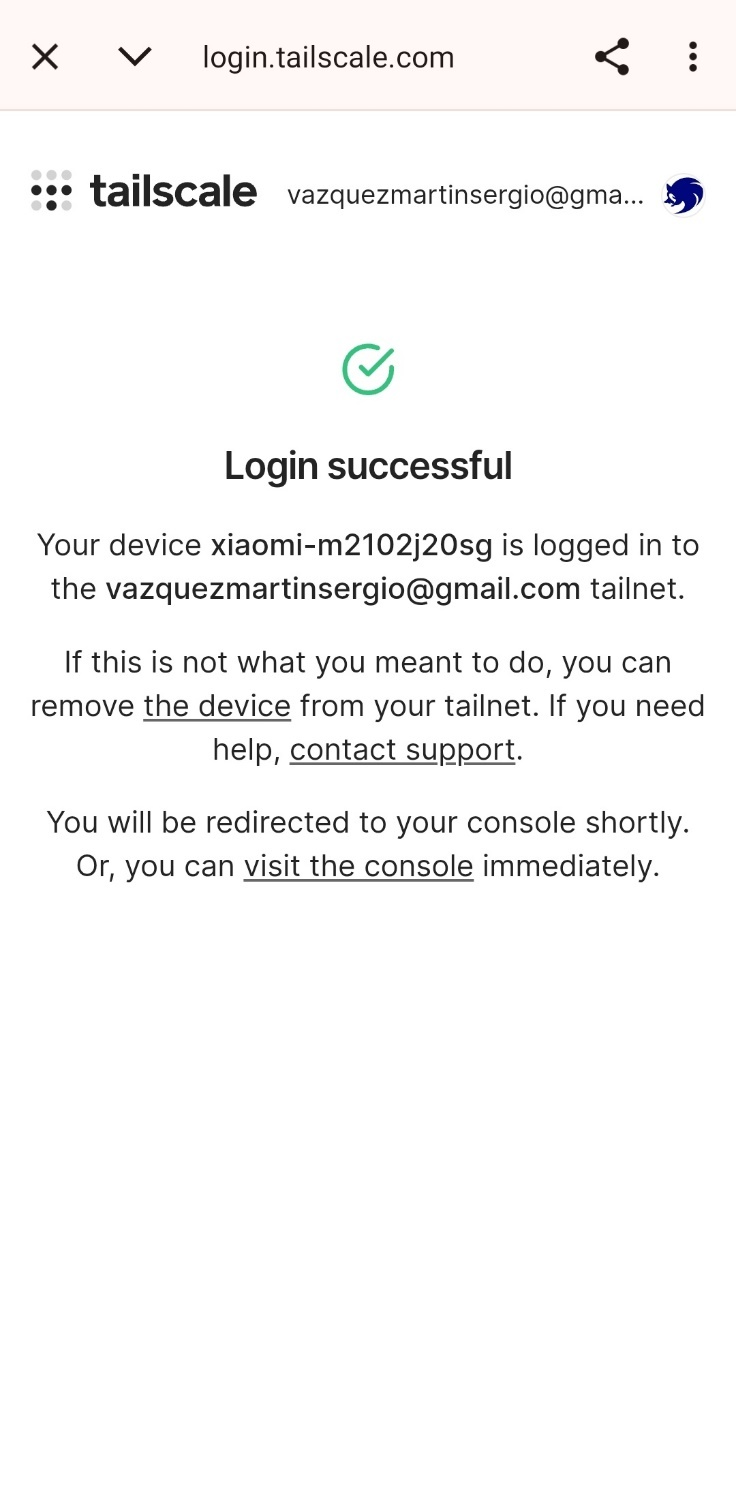 login.tailscale.com
tailscale vazquezmartinsergio@gma...
Login successful
Your device xiaomi-m2102j20sg is logged in to
the vazquezmartinsergio@gmail.com tailnet.
If this is not what you meant to do, you can
remove the device from your tailnet. If you need
help, contact support.
You will be redirected to your console shortly.
Or, you can visit the console immediately.